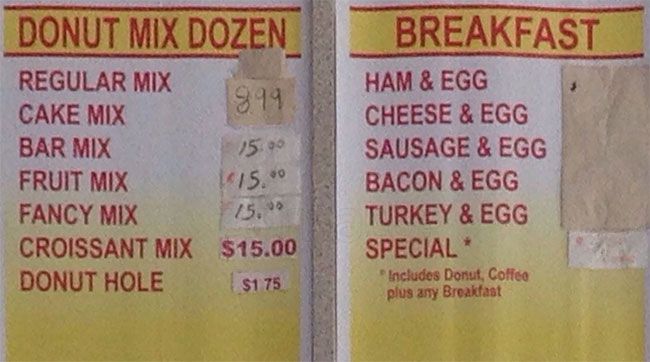 DONUT MIX DOZEN
REGULAR MIX
8.99
CAKE MIX
BAR MIX 15.00
FRUIT MIX 15.00
FANCY MIX 15.00
CROISSANT MIX $15.00
DONUT HOLE $1 75
BREAKFAST
HAM & EGG
CHEESE & EGG
SAUSAGE & EGG
BACON & EGG
TURKEY & EGG
SPECIAL *
* Includes Donut, Coffee
plus any Breakfast